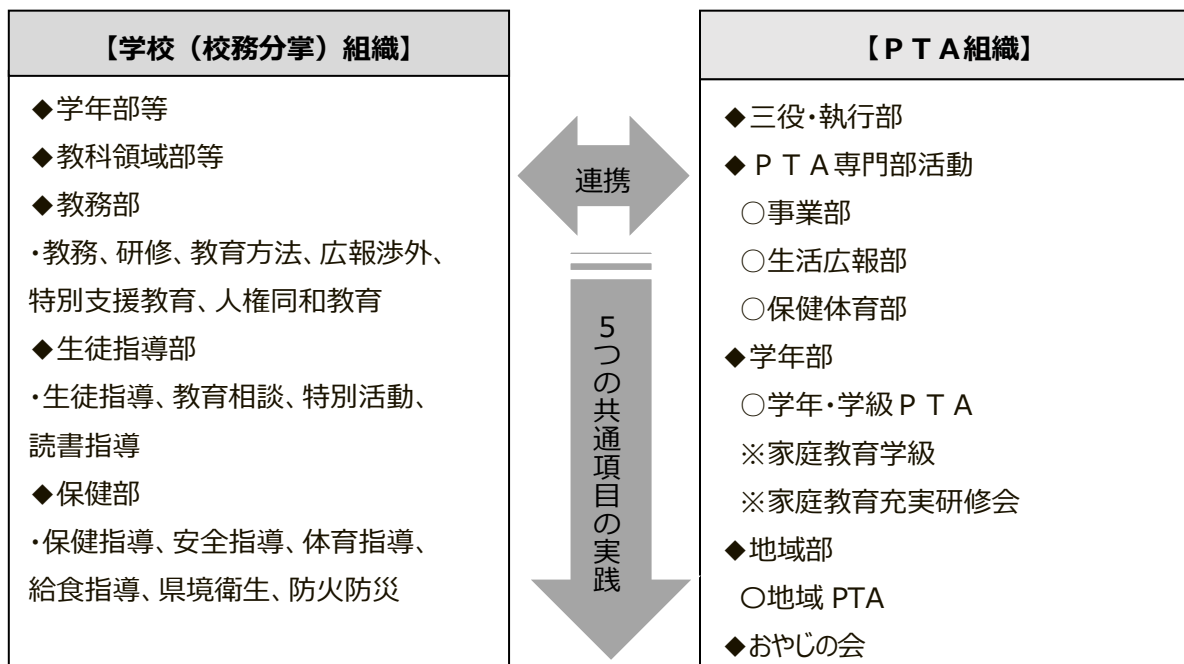 【学校（校務分掌）組織】
◆学年部等
◆教科領域部等
◆教務部
・教務、研修、教育方法、広報渉外、
特別支援教育、人権同和教育
◆生徒指導部
・生徒指導、教育相談、特別活動、
読書指導
◆保健部
・保健指導、安全指導、体育指導、
給食指導、県境衛生、防火防災
連携
5つの共通項目の実践
【ＰＴＡ組織】
◆三役・執行部
◆ＰＴＡ専門部活動
○事業部
○生活広報部
○保健体育部
◆学年部
○学年・学級ＰＴＡ
※家庭教育学級
※家庭教育充実研修会
◆地域部
〇地域 PTA
◆おやじの会